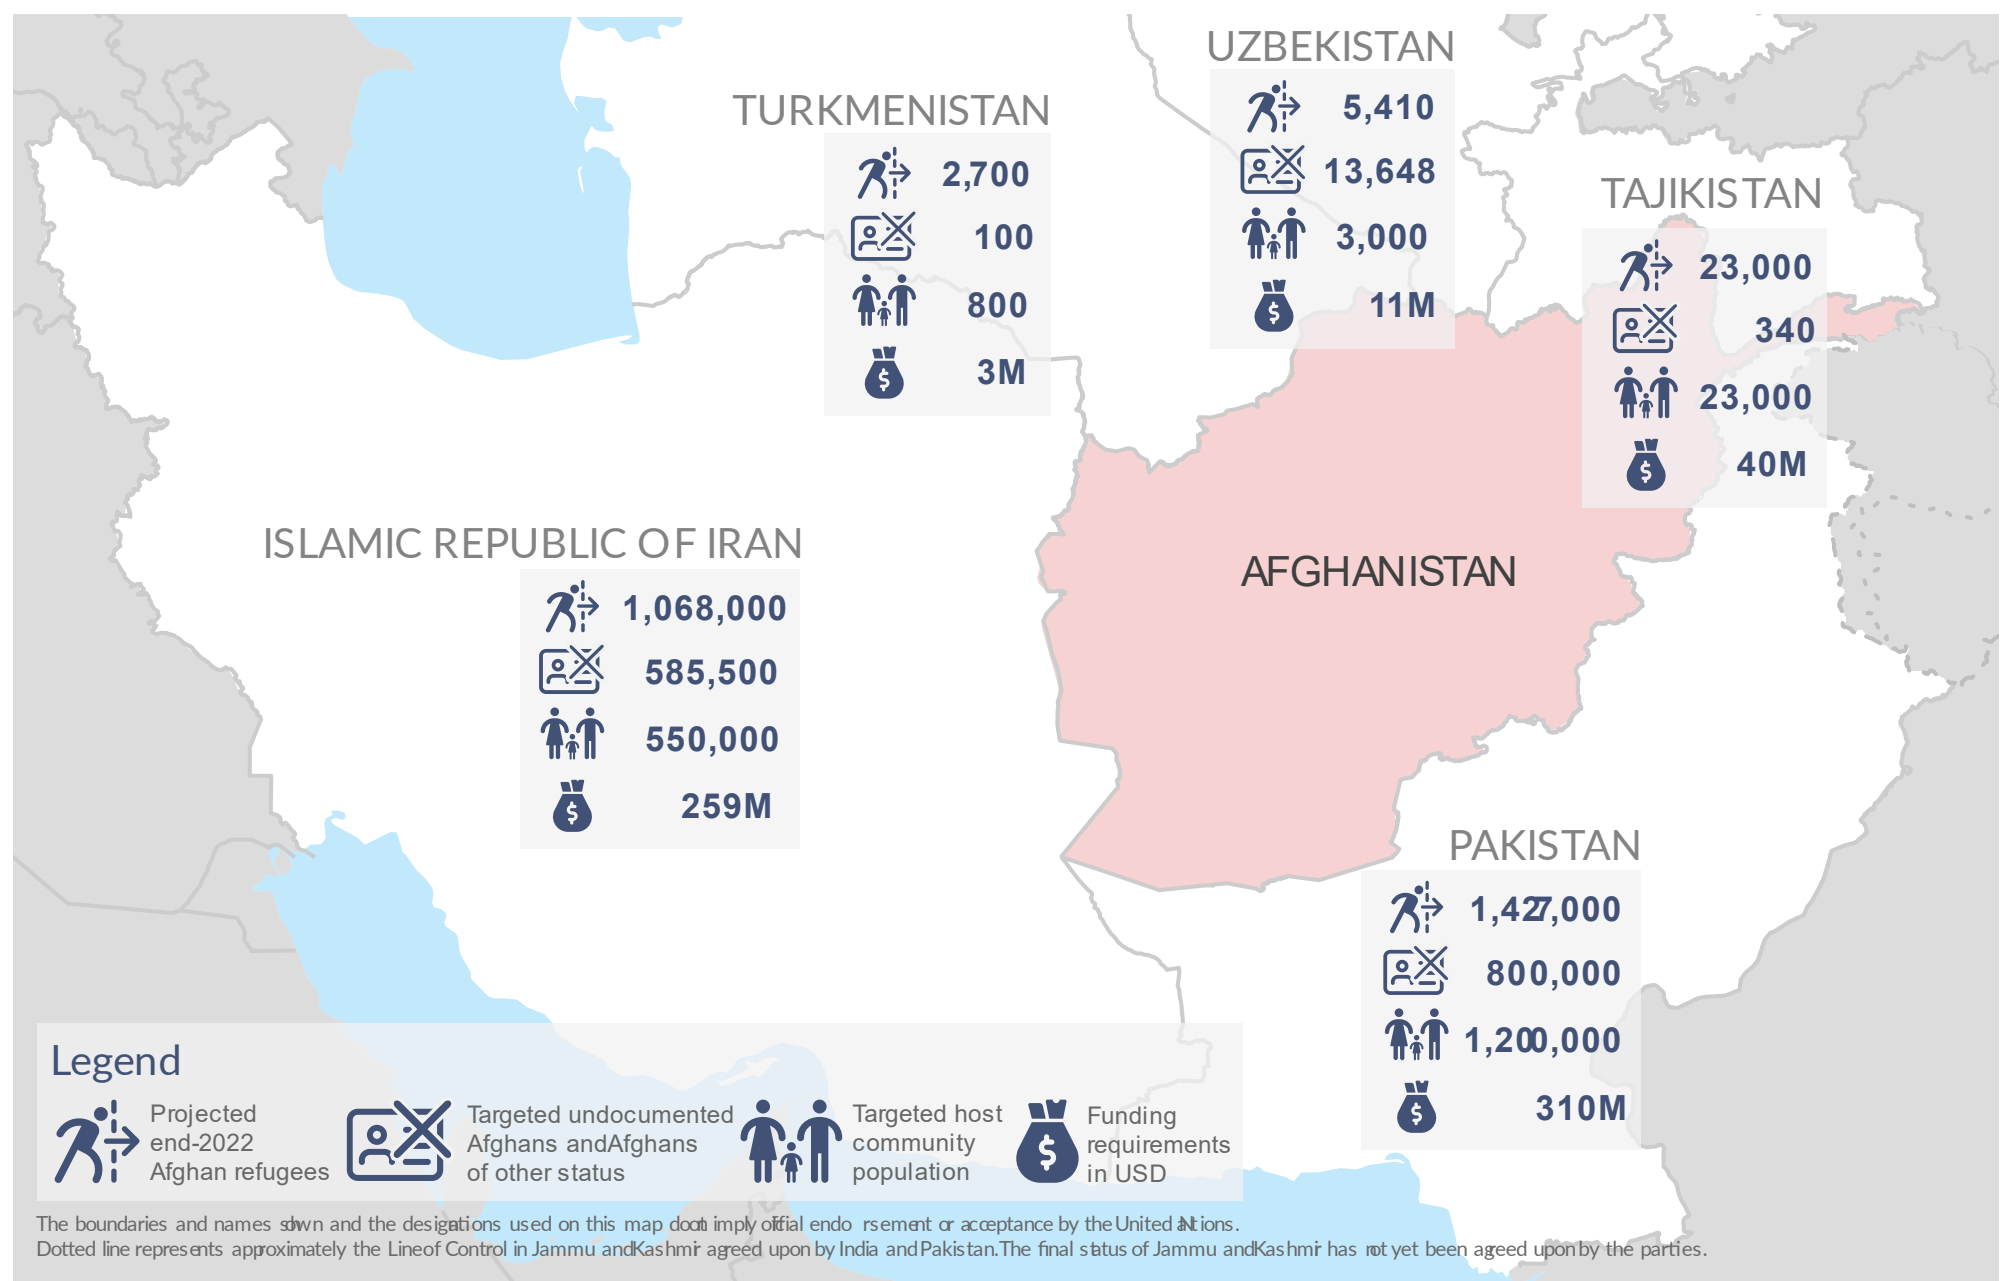 UZBEKISTAN
5,410
13,648
3,000
11M
TURKMENISTAN
2,700
100
800
3M
TAJIKISTAN
23,000
340
23,000
40M
ISLAMIC REPUBLIC OF IRAN
1,068,000
585,500
550,000
259M
AFGHANISTAN
PAKISTAN
1,427,000
800,000
1,200,000
310M
Legend
Projected
end-2022
Afghan refugees
Targeted undocumented
Afghans andAfghans
of other status
Targeted host
community
population
Funding
requirements
in USD
The boundaries and names shown and the designations used on this map do not imply official endorsement or acceptance by the United Nations.
Dotted line represents approximately the Line of Control in Jammu and Kashmir agreed upon by India and Pakistan. The final status of Jammu and Kashmir has not yet been agreed upon by the parties.